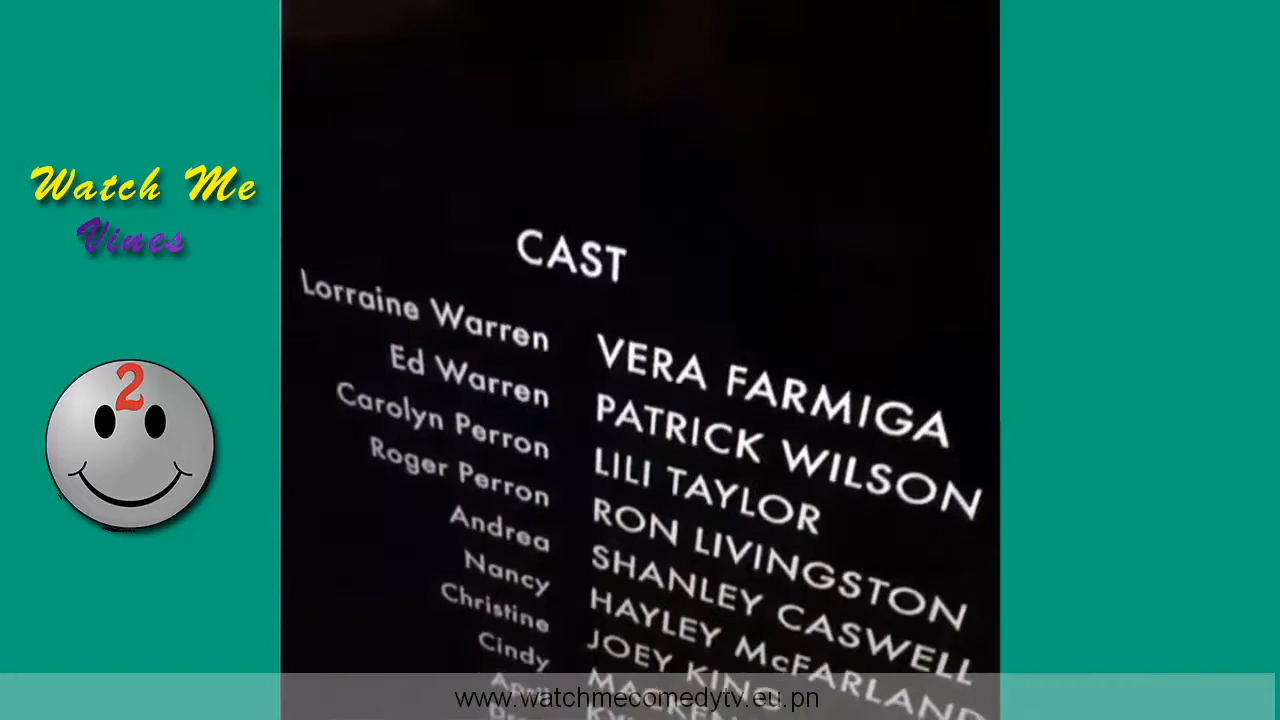 Watch Me
Vines
2
CAST
Lorraine Warren VERA FARMIGA
Ed Warren PATRICK WILSON
Carolyn Perron LILI TAYLOR
Roger Perron RON LIVINGSTON
Andrea SHANLEY CASWELL
Nancy HAYLEY McFARLAND
Christine JOEY KING
Cindy
www.watchmecomedytv.eu.pn